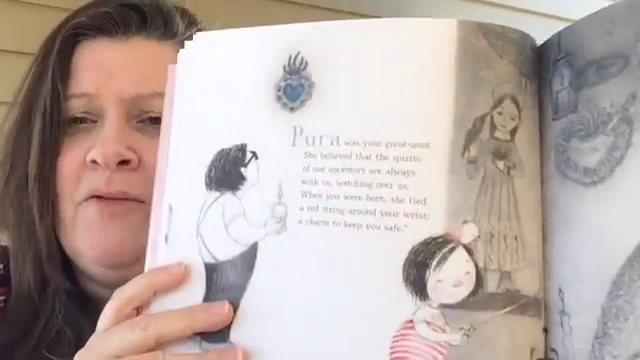 Pura was your great-aunt.
She believed that the spirits
of our ancestors are always
with us, watching over us.
When you were born, she tied
a red string around your wrist;
a charm to keep you safe."